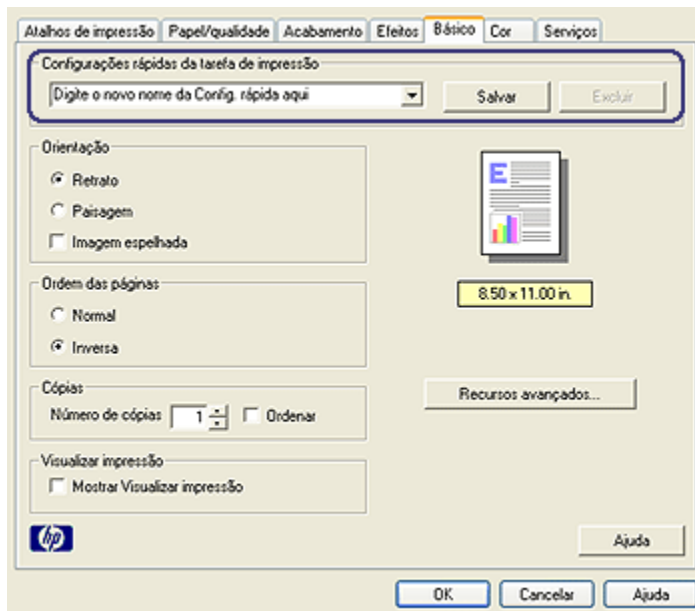 Atalhos de impressão Papel/qualidade Acabamento Efeitos Básico Cor Serviços
Configurações rápidas da tarefa de impressão
Digite o novo nome da Config. rápida aqui Salvar Excluir
Orientação
Retrato
Paisagem
Imagem espelhada
E
8.50 x 11.00 in.
Ordem das páginas
Normal
Inversa
Cópias
Número de cópias 1 Ordenar
Recursos avançados...
Visualizar impressão
Mostrar Visualizar impressão
hp Ajuda
OK Cancelar Ajuda